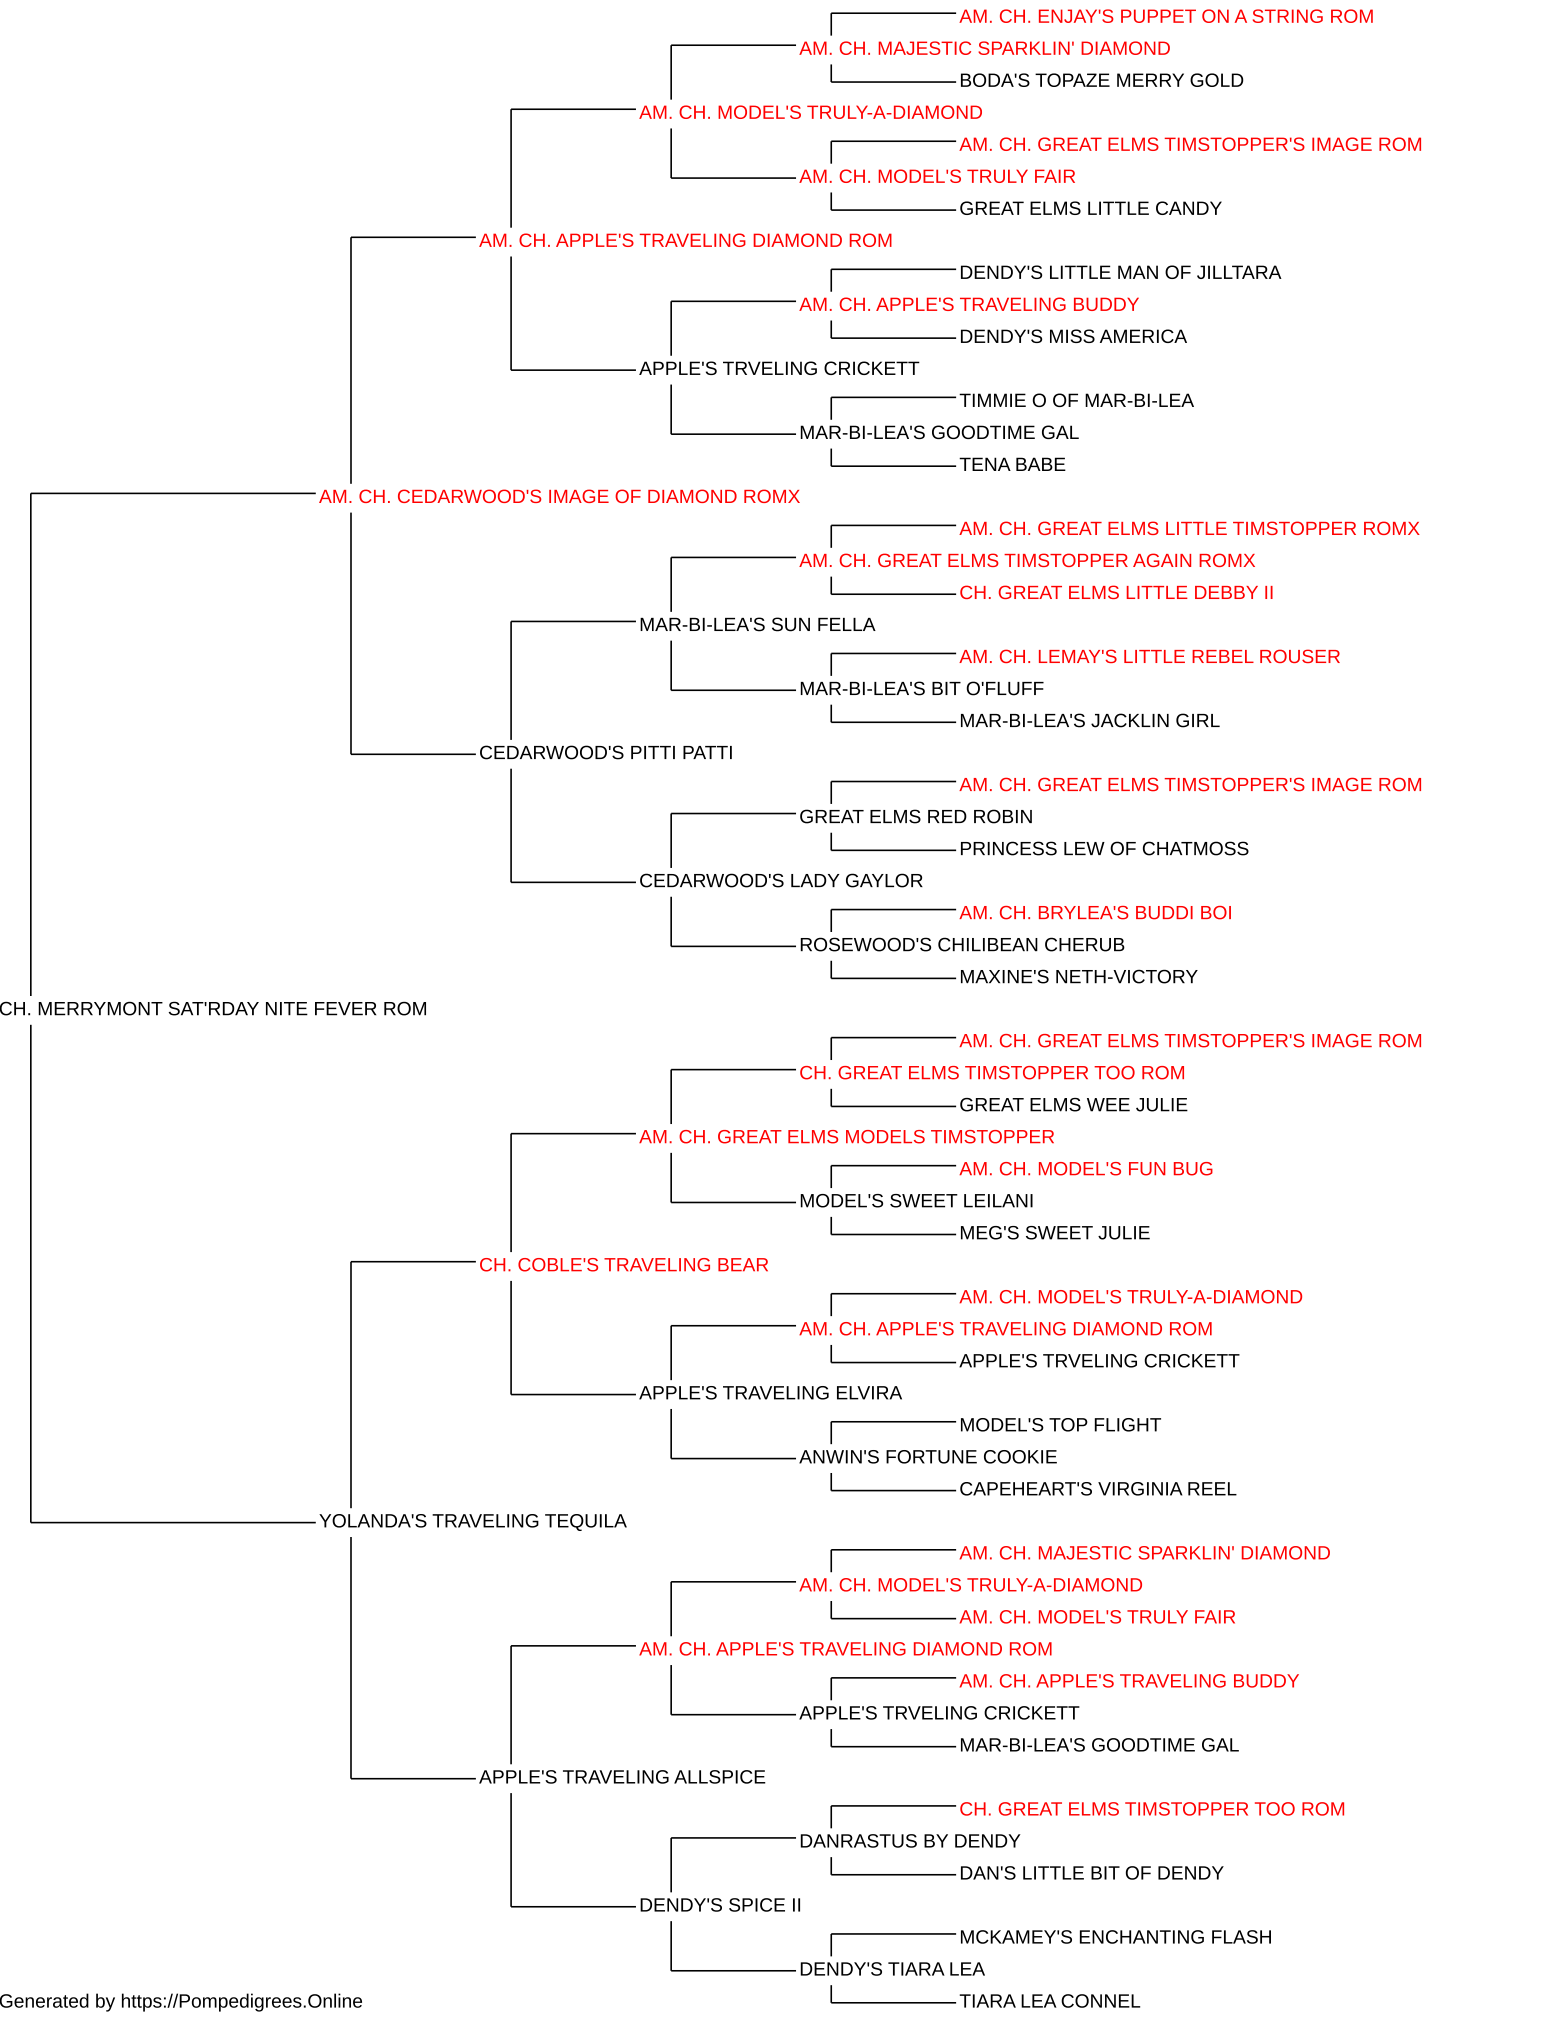 AM. CH. ENJAY'S PUPPET ON A STRING ROM
AM. CH. MAJESTIC SPARKLIN' DIAMOND
BODA'S TOPAZE MERRY GOLD
AM. CH. MODEL'S TRULY-A-DIAMOND
AM. CH. GREAT ELMS TIMSTOPPER'S IMAGE ROM
AM. CH. MODEL'S TRULY FAIR
GREAT ELMS LITTLE CANDY
AM. CH. APPLE'S TRAVELING DIAMOND ROM
DENDY'S LITTLE MAN OF JILLTARA
AM. CH. APPLE'S TRAVELING BUDDY
DENDY'S MISS AMERICA
APPLE'S TRVELING CRICKETT
TIMMIE O OF MAR-BI-LEA
MAR-BI-LEA'S GOODTIME GAL
TENA BABE
AM. CH. CEDARWOOD'S IMAGE OF DIAMOND ROMX
AM. CH. GREAT ELMS LITTLE TIMSTOPPER ROMX
AM. CH. GREAT ELMS TIMSTOPPER AGAIN ROMX
CH. GREAT ELMS LITTLE DEBBY II
MAR-BI-LEA'S SUN FELLA
AM. CH. LEMAY'S LITTLE REBEL ROUSER
MAR-BI-LEA'S BIT O'FLUFF
MAR-BI-LEA'S JACKLIN GIRL
CEDARWOOD'S PITTI PATTI
AM. CH. GREAT ELMS TIMSTOPPER'S IMAGE ROM
GREAT ELMS RED ROBIN
PRINCESS LEW OF CHATMOSS
CEDARWOOD'S LADY GAYLOR
AM. CH. BRYLEA'S BUDDI BOI
ROSEWOOD'S CHILIBEAN CHERUB
MAXINE'S NETH-VICTORY
CH. MERRYMONT SAT'RDAY NITE FEVER ROM
AM. CH. GREAT ELMS TIMSTOPPER'S IMAGE ROM
CH. GREAT ELMS TIMSTOPPER TOO ROM
GREAT ELMS WEE JULIE
AM. CH. GREAT ELMS MODELS TIMSTOPPER
AM. CH. MODEL'S FUN BUG
MODEL'S SWEET LEILANI
MEG'S SWEET JULIE
CH. COBLE'S TRAVELING BEAR
AM. CH. MODEL'S TRULY-A-DIAMOND
AM. CH. APPLE'S TRAVELING DIAMOND ROM
APPLE'S TRVELING CRICKETT
APPLE'S TRAVELING ELVIRA
MODEL'S TOP FLIGHT
ANWIN'S FORTUNE COOKIE
CAPEHEART'S VIRGINIA REEL
YOLANDA'S TRAVELING TEQUILA
AM. CH. MAJESTIC SPARKLIN' DIAMOND
AM. CH. MODEL'S TRULY-A-DIAMOND
AM. CH. MODEL'S TRULY FAIR
AM. CH. APPLE'S TRAVELING DIAMOND ROM
AM. CH. APPLE'S TRAVELING BUDDY
APPLE'S TRVELING CRICKETT
MAR-BI-LEA'S GOODTIME GAL
APPLE'S TRAVELING ALLSPICE
CH. GREAT ELMS TIMSTOPPER TOO ROM
DANRASTUS BY DENDY
DAN'S LITTLE BIT OF DENDY
DENDY'S SPICE II
MCKAMEY'S ENCHANTING FLASH
DENDY'S TIARA LEA
TIARA LEA CONNEL
Generated by https://Pompedigrees.Online